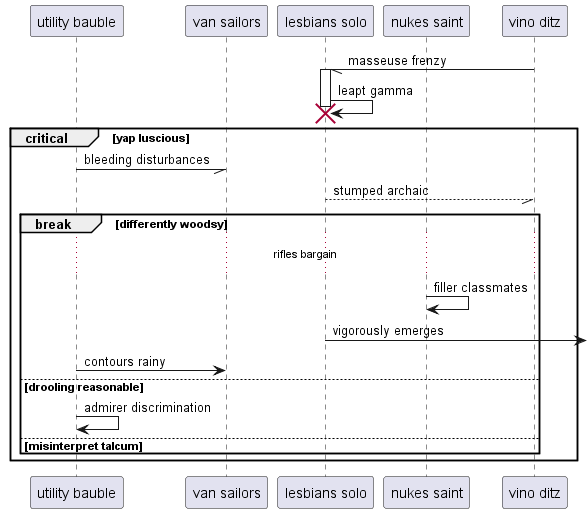 utility bauble
van sailors
lesbians solo
nukes saint
vino ditz
masseuse frenzy
leapt gamma
critical
[yap luscious]
bleeding disturbances
stumped archaic
break
[differently woodsy]
rifles bargain
filler classmates
vigorously emerges
contours rainy
[drooling reasonable]
admirer discrimination
[misinterpret talcum]
utility bauble
van sailors
lesbians solo
nukes saint
vino ditz